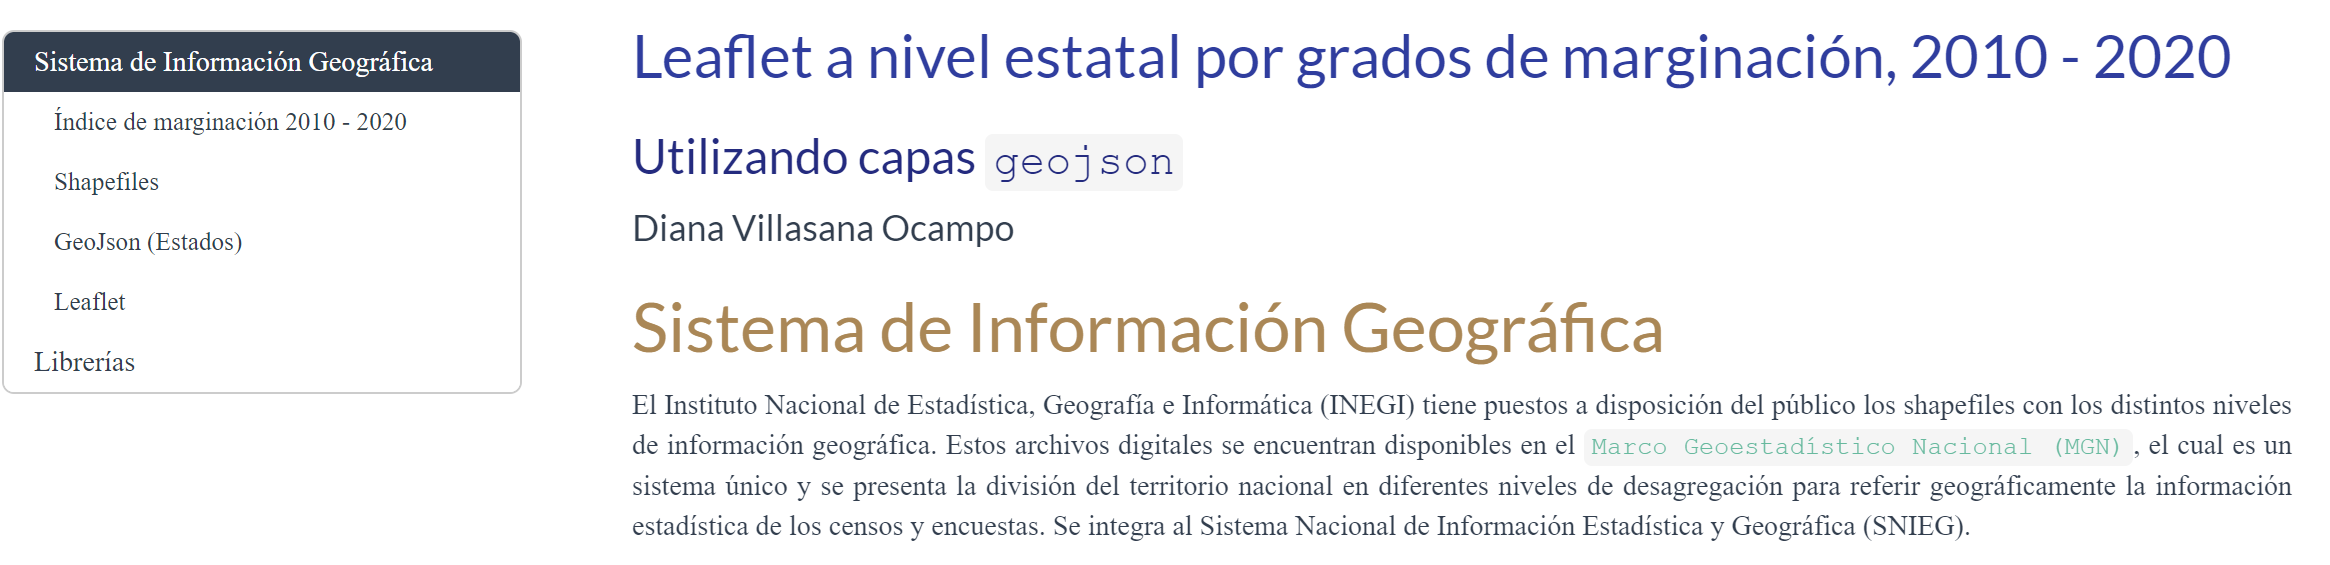 Sistema de Información Geográfica
Índice de marginación 2010 - 2020
Shapefiles
GeoJson (Estados)
Leaflet
Librerías
Leaflet a nivel estatal por grados de marginación, 2010 - 2020
Utilizando capas geojson
Diana Villasana Ocampo
Sistema de Información Geográfica
El Instituto Nacional de Estadística, Geografía e Informática (INEGI) tiene puestos a disposición del público los shapefiles con los distintos niveles
de información geográfica. Estos archivos digitales se encuentran disponibles en el Marco Geoestadístico Nacional (MGN), el cual es un
sistema único y se presenta la división del territorio nacional en diferentes niveles de desagregación para referir geográficamente la información
estadística de los censos y encuestas. Se integra al Sistema Nacional de Información Estadística y Geográfica (SNIEG).